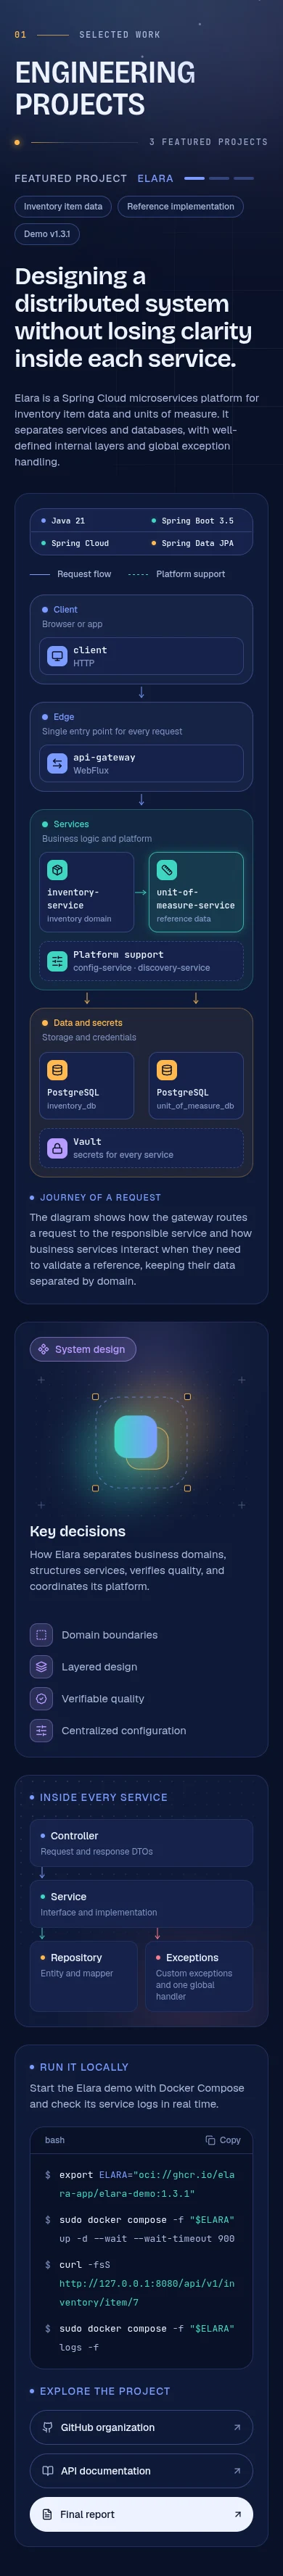 01 SELECTED WORK
ENGINEERING
PROJECTS
3 FEATURED PROJECTS
FEATURED PROJECT ELARA
Inventory item data
Reference implementation
Demo v1.3.1
Designing a
distributed system
without losing clarity
inside each service.
Elara is a Spring Cloud microservices platform for
inventory item data and units of measure. It
separates services and databases, with well-
defined internal layers and global exception
handling.
Java 21
Spring Boot 3.5
Spring Cloud
Spring Data JPA
Request flow
Platform support
Client
Browser or app
client
HTTP
Edge
Single entry point for every request
api-gateway
WebFlux
Services
Business logic and platform
inventory-
service
inventory domain
unit-of-
measure-service
reference data
Platform support
config-service · discovery-service
Data and secrets
Storage and credentials
PostgreSQL
inventory_db
PostgreSQL
unit_of_measure_db
Vault
secrets for every service
JOURNEY OF A REQUEST
The diagram shows how the gateway routes
a request to the responsible service and how
business services interact when they need
to validate a reference, keeping their data
separated by domain.
System design
Key decisions
How Elara separates business domains,
structures services, verifies quality, and
coordinates its platform.
Domain boundaries
Layered design
Verifiable quality
Centralized configuration
INSIDE EVERY SERVICE
Controller
Request and response DTOs
Service
Interface and implementation
Repository
Entity and mapper
Exceptions
Custom exceptions
and one global
handler
RUN IT LOCALLY
Start the Elara demo with Docker Compose
and check its service logs in real time.
bash
Copy
$ export ELARA="oci://ghcr.io/ela
ra-app/elara-demo:1.3.1"
$ sudo docker compose -f "$ELARA"
up -d --wait --wait-timeout 900
$ curl -fsS
http://127.0.0.1:8080/api/v1/in
ventory/item/7
$ sudo docker compose -f "$ELARA"
logs -f
EXPLORE THE PROJECT
GitHub organization
API documentation
Final report